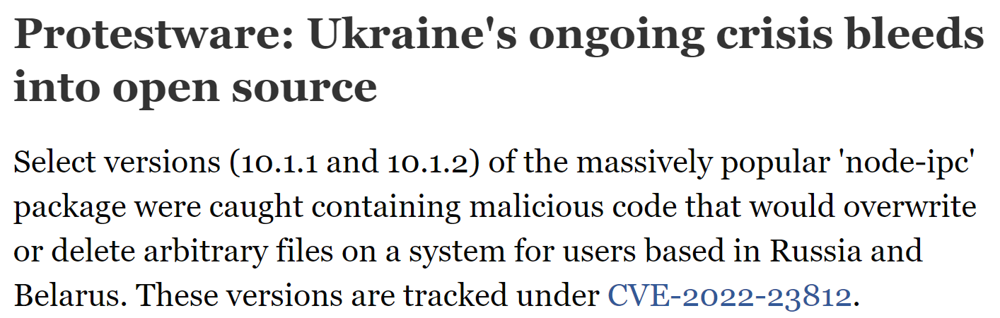 Protestware: Ukraine's ongoing crisis bleeds
into open source
Select versions (10.1.1 and 10.1.2) of the massively popular 'node-ipc'
package were caught containing malicious code that would overwrite
or delete arbitrary files on a system for users based in Russia and
Belarus. These versions are tracked under CVE-2022-23812.